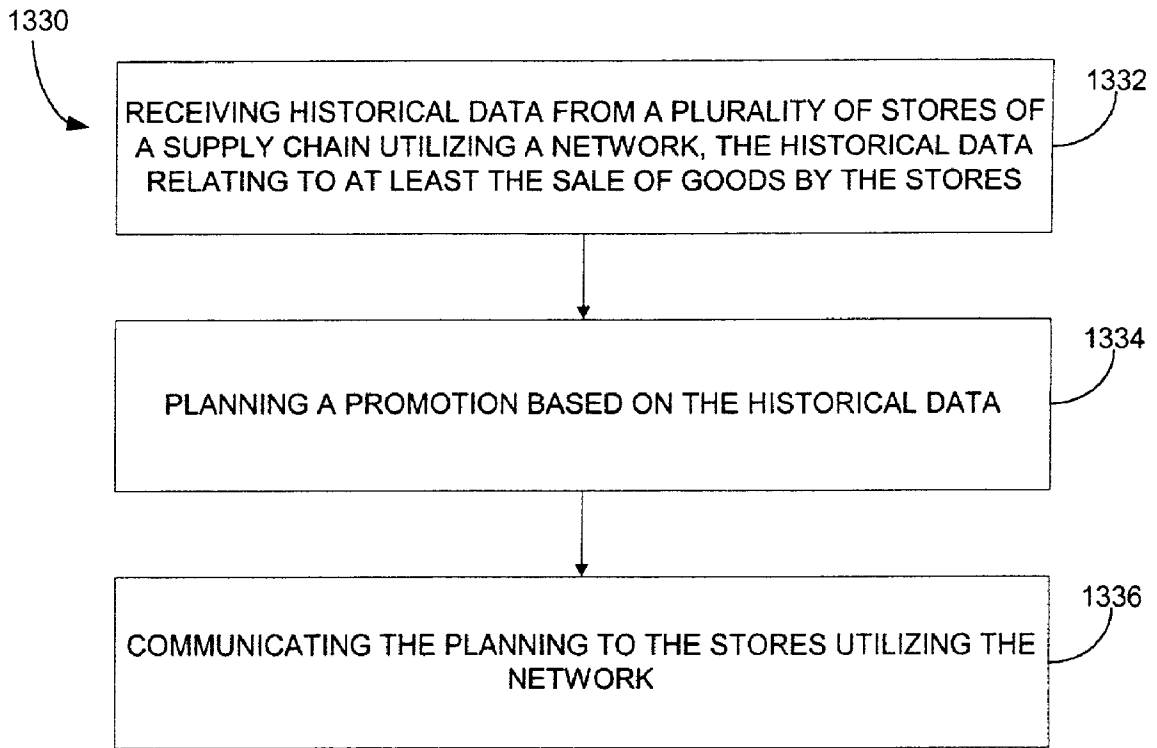 1330
1332
RECEIVING HISTORICAL DATA FROM A PLURALITY OF STORES OF
A SUPPLY CHAIN UTILIZING A NETWORK, THE HISTORICAL DATA
RELATING TO AT LEAST THE SALE OF GOODS BY THE STORES
1334
PLANNING A PROMOTION BASED ON THE HISTORICAL DATA
1336
COMMUNICATING THE PLANNING TO THE STORES UTILIZING THE
NETWORK